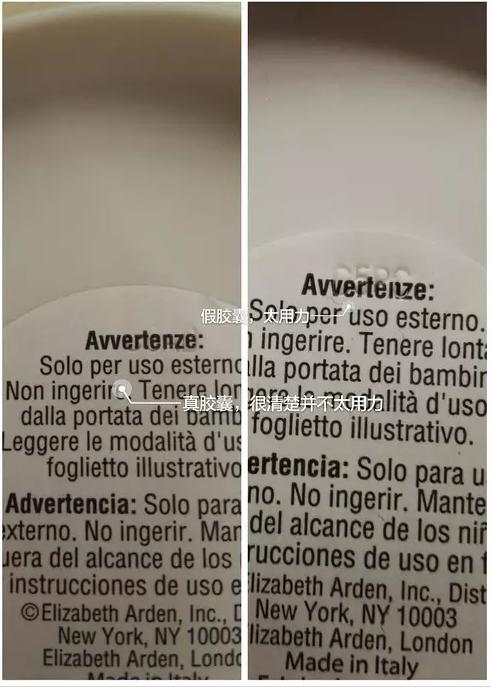 Avvertenze:
Solo per uso esterno
Non ingerire. Tenere lon
dalla portata dei bamb
Leggere le modalità d'us
foglietto illustrativo
Advertencia: Solo para
externo. No ingerir. Man
uera del alcance de los
instrucciones de uso e
©Elizabeth Arden, Inc., D
New York, NY 10003
Elizabeth Arden, Londo
Made in Italy
Avvertenze:
Solo per uso esterno.
n ingerire. Tenere lonta
alla portata dei bambin
nere le modalità d'uso
foglietto illustrativo.
ertencia: Solo para u
no. No ingerir. Mante
del alcance de los niñ
rucciones de uso en f
lizabeth Arden, Inc., Dist
New York, NY 10003
lizabeth Arden, London
Made in Italy
假胶囊，太用力
真胶囊，很清楚并不太用力